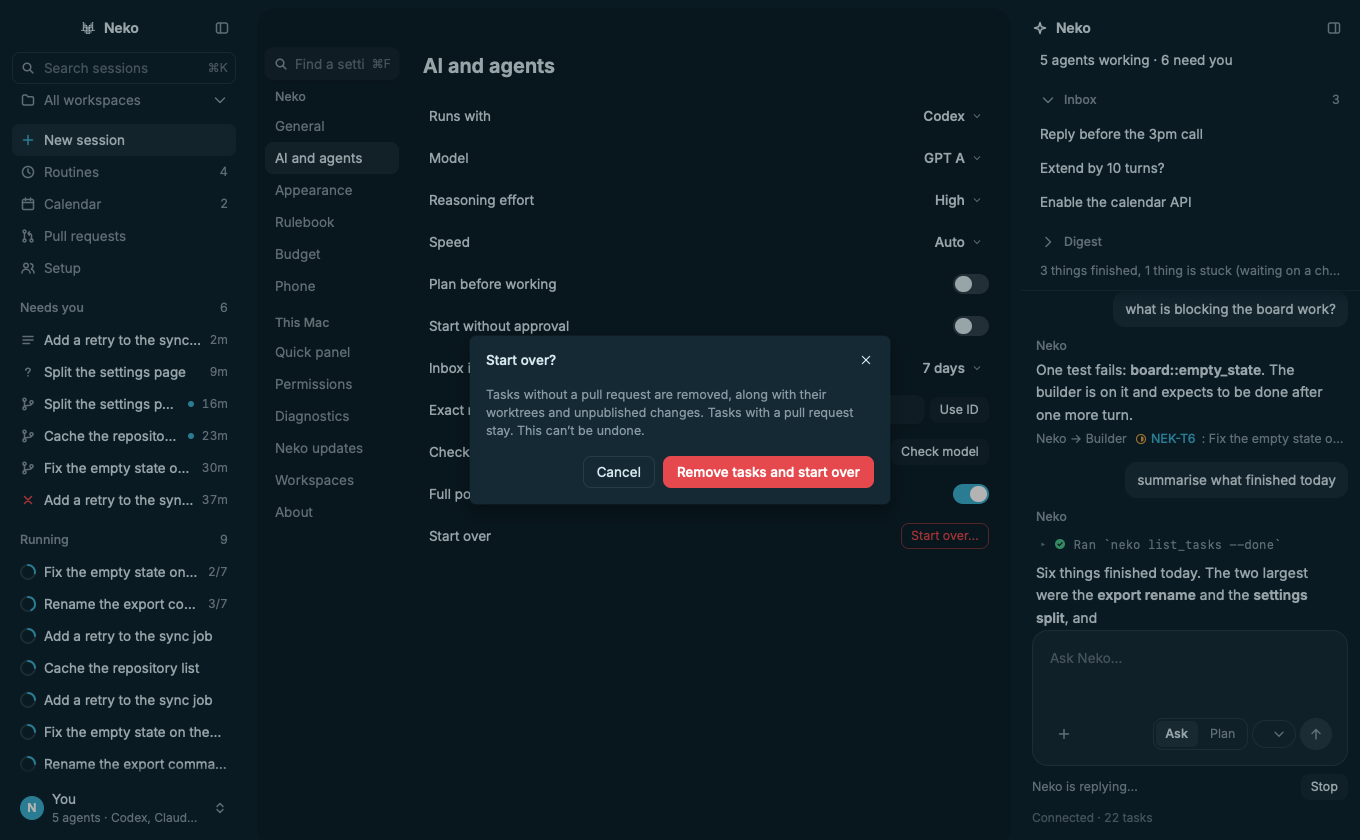 Neko
Search sessions ⌘K
All workspaces
New session
Routines 4
Calendar 2
Pull requests
Setup
Needs you 6
Add a retry to the sync... 2m
Split the settings page 9m
Split the settings p... 16m
Cache the reposito... 23m
Fix the empty state o... 30m
Add a retry to the syn... 37m
Running 9
Fix the empty state on... 2/7
Rename the export co... 3/7
Add a retry to the sync job
Cache the repository list
Add a retry to the sync job
Fix the empty state on the...
Rename the export comma...
N
You
5 agents · Codex, Claud...
Find a setti ⌘F
Neko
General
AI and agents
Appearance
Rulebook
Budget
Phone
This Mac
Quick panel
Permissions
Diagnostics
Neko updates
Workspaces
About
AI and agents
Runs with Codex
Model GPT A
Reasoning effort High
Speed Auto
Plan before working
Start without approval
Inbox 7 days
Exact Use ID
Check Check model
Full po
Start over Start over...
Start over?
Tasks without a pull request are removed, along with their
worktrees and unpublished changes. Tasks with a pull request
stay. This can't be undone.
Cancel Remove tasks and start over
Neko
5 agents working · 6 need you
Inbox 3
Reply before the 3pm call
Extend by 10 turns?
Enable the calendar API
Digest
3 things finished, 1 thing is stuck (waiting on a ch...
what is blocking the board work?
Neko
One test fails: board::empty_state. The
builder is on it and expects to be done after
one more turn.
Neko → Builder NEK-T6 : Fix the empty state o...
summarise what finished today
Neko
Ran `neko list_tasks --done`
Six things finished today. The two largest
were the export rename and the settings
split, and
Ask Neko...
Ask Plan
Neko is replying... Stop
Connected · 22 tasks